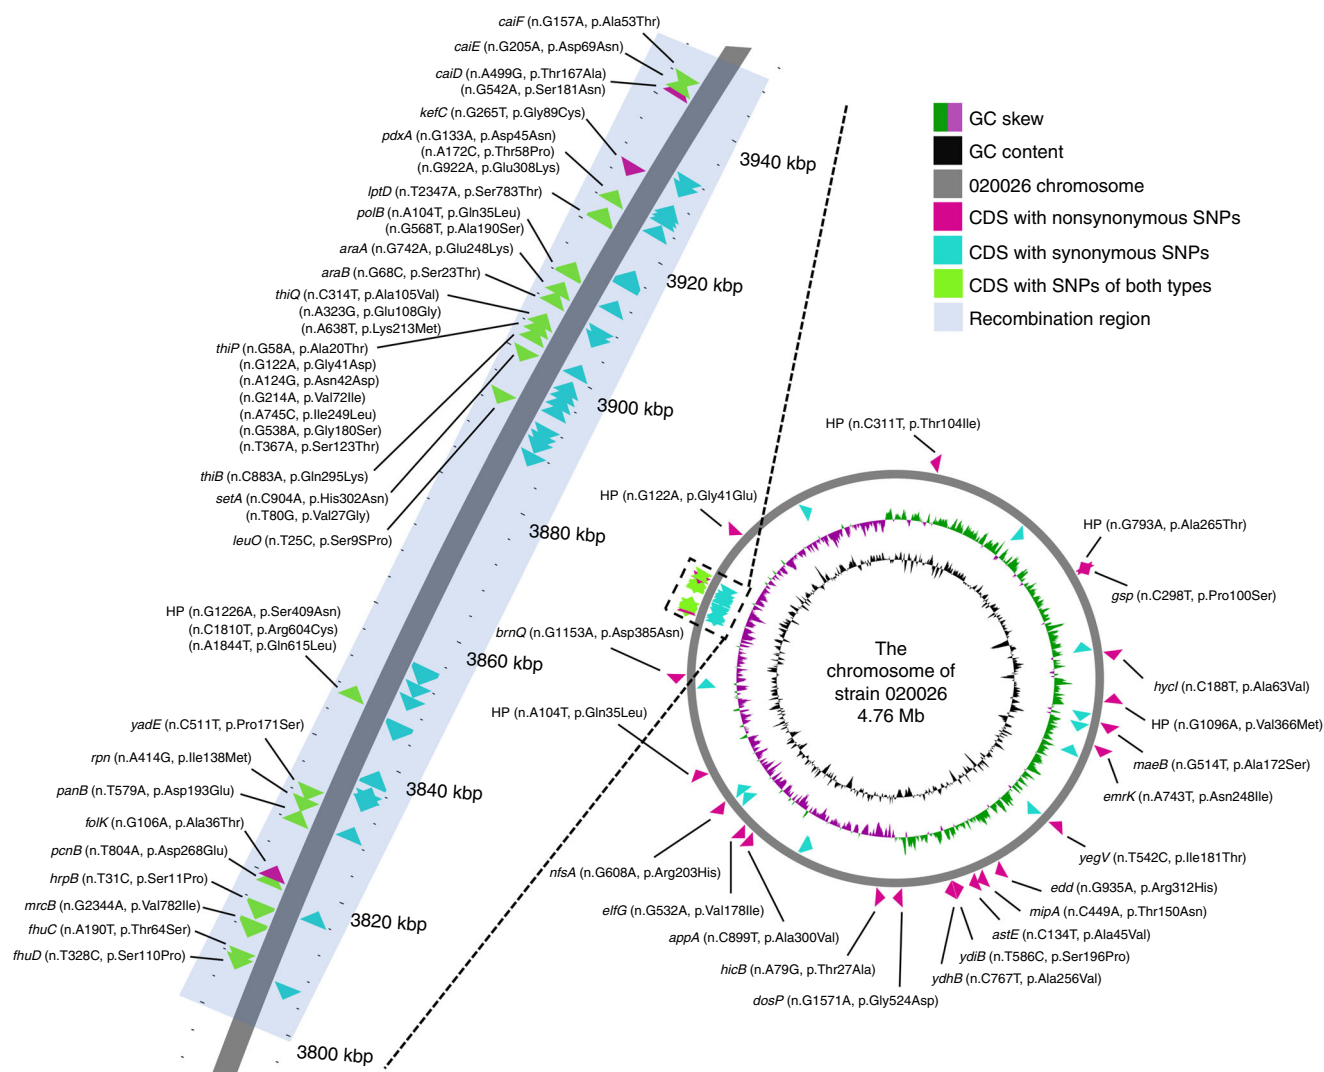 caiF (n.G157A, p.Ala53Thr)
caiE (n.G205A, p.Asp69Asn)
caiD (n.A499G, p.Thr167Ala)
(n.G542A, p.Ser181Asn)
kefC (n.G265T, p.Gly89Cys)
pdxA (n.G133A, p.Asp45Asn)
(n.A172C, p.Thr58Pro)
(n.G922A, p.Glu308Lys)
lptD (n.T2347A, p.Ser783Thr)
polB (n.A104T, p.Gln35Leu)
(n.G568T, p.Ala190Ser)
araA (n.G742A, p.Glu248Lys)
araB (n.G68C, p.Ser23Thr)
thiQ (n.C314T, p.Ala105Val)
(n.A323G, p.Glu108Gly)
(n.A638T, p.Lys213Met)
thiP (n.G58A, p.Ala20Thr)
(n.G122A, p.Gly41Asp)
(n.A124G, p.Asn42Asp)
(n.G214A, p.Val72Ile)
(n.A745C, p.Ile249Leu)
(n.G538A, p.Gly180Ser)
(n.T367A, p.Ser123Thr)
thiB (n.C883A, p.Gln295Lys)
setA (n.C904A, p.His302Asn)
(n.T80G, p.Val27Gly)
leuO (n.T25C, p.Ser9SPro)
HP (n.G1226A, p.Ser409Asn)
(n.C1810T, p.Arg604Cys)
(n.A1844T, p.Gln615Leu)
yadE (n.C511T, p.Pro171Ser)
rpn (n.A414G, p.Ile138Met)
panB (n.T579A, p.Asp193Glu)
folK (n.G106A, p.Ala36Thr)
pcnB (n.T804A, p.Asp268Glu)
hrpB (n.T31C, p.Ser11Pro)
mrcB (n.G2344A, p.Val782Ile)
fhuC (n.A190T, p.Thr64Ser)
fhuD (n.T328C, p.Ser110Pro)
3940 kbp
3920 kbp
3900 kbp
3880 kbp
3860 kbp
3840 kbp
3820 kbp
3800 kbp
GC skew
GC content
020026 chromosome
CDS with nonsynonymous SNPs
CDS with synonymous SNPs
CDS with SNPs of both types
Recombination region
HP (n.C311T, p.Thr104Ile)
HP (n.G793A, p.Ala265Thr)
gsp (n.C298T, p.Pro100Ser)
hycI (n.C188T, p.Ala63Val)
HP (n.G1096A, p.Val366Met)
maeB (n.G514T, p.Ala172Ser)
emrK (n.A743T, p.Asn248Ile)
yegV (n.T542C, p.Ile181Thr)
edd (n.G935A, p.Arg312His)
mipA (n.C449A, p.Thr150Asn)
astE (n.C134T, p.Ala45Val)
ydiB (n.T586C, p.Ser196Pro)
ydhB (n.C767T, p.Ala256Val)
dosP (n.G1571A, p.Gly524Asp)
hicB (n.A79G, p.Thr27Ala)
appA (n.C899T, p.Ala300Val)
elfG (n.G532A, p.Val178Ile)
nfsA (n.G608A, p.Arg203His)
HP (n.A104T, p.Gln35Leu)
brnQ (n.G1153A, p.Asp385Asn)
HP (n.G122A, p.Gly41Glu)
The
chromosome of
strain 020026
4.76 Mb